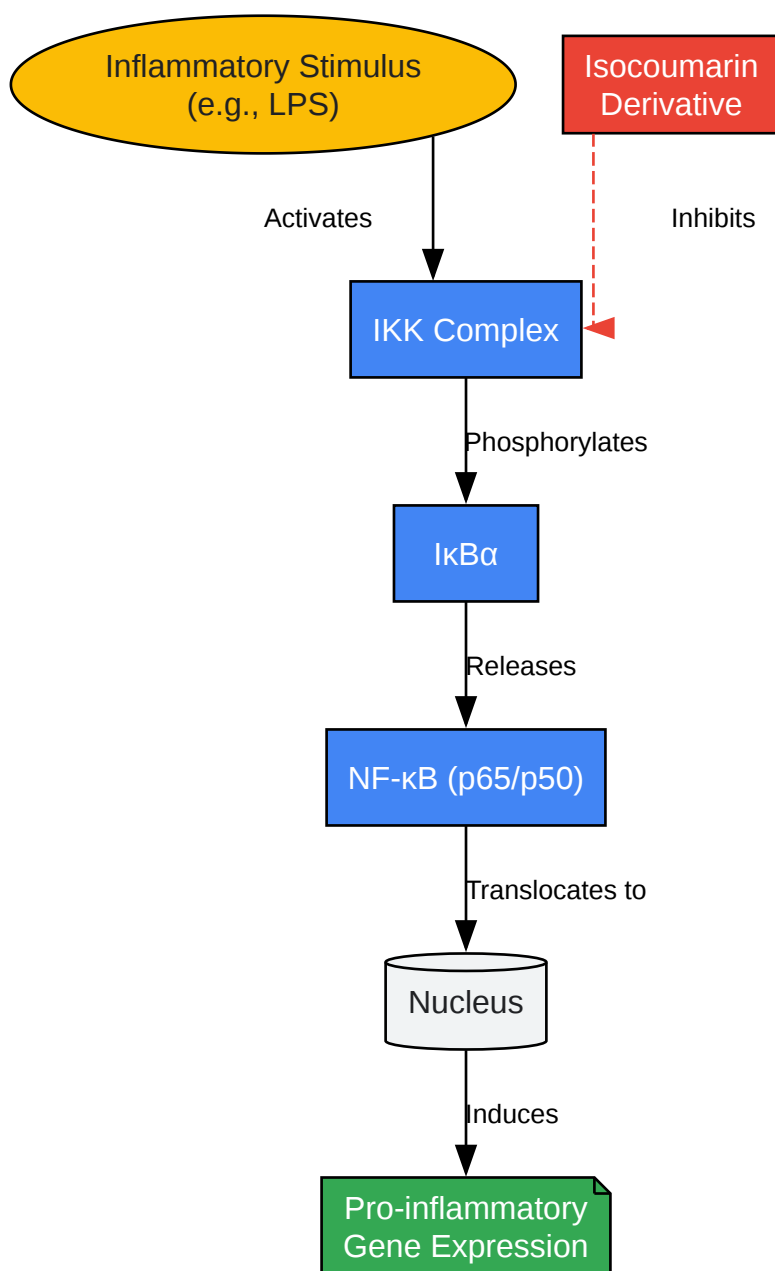 Inflammatory Stimulus
(e.g., LPS)
Isocoumarin
Derivative
Activates
Inhibits
IKK Complex
Phosphorylates
IκBα
Releases
NF-κB (p65/p50)
Translocates to
Nucleus
Induces
Pro-inflammatory
Gene Expression